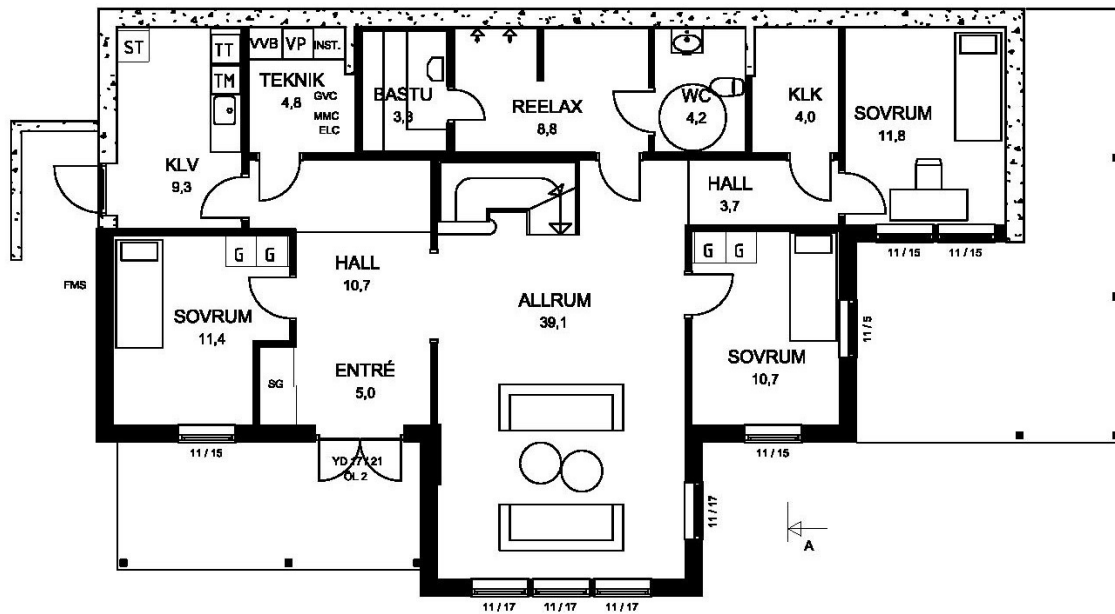 ST
TT
TM
VVB
VP
INST.
TEKNIK
4,8
GVC
MMC
ELC
BASTU
3,3
REELAX
8,8
WC
4,2
KLK
4,0
SOVRUM
11,8
KLV
9,3
HALL
3,7
11 / 15
11 / 15
FMS
G
G
SOVRUM
11,4
HALL
10,7
ALLRUM
39,1
G
G
SOVRUM
10,7
11 / 5
SG
ENTRÉ
5,0
11 / 15
YD 17 / 21
ÖL 2
11 / 15
11 / 17
A
11 / 17
11 / 17
11 / 17